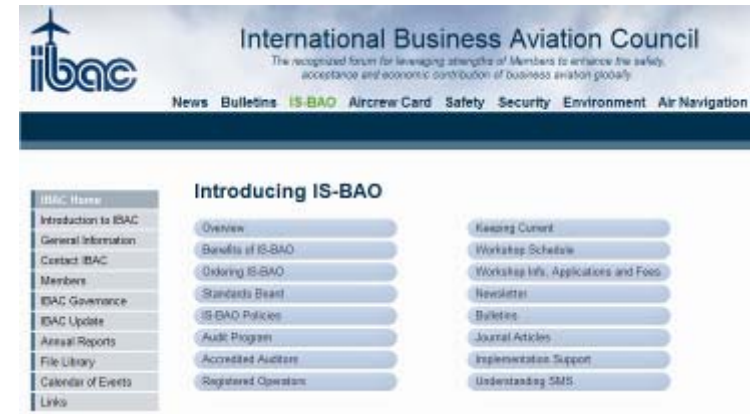 ibac
International Business Aviation Council
The recognized forum for leveraging strengths of Members to enhance the safety,
acceptance and economic contribution of business aviation globally.
News Bulletins IS-BAO Aircrew Card Safety Security Environment Air Navigation
IBAC Home
Introduction to IBAC
General Information
Contact IBAC
Members
IBAC Governance
IBAC Update
Annual Reports
File Library
Calendar of Events
Links
Introducing IS-BAO
Overview
Benefits of IS-BAO
Ordering IS-BAO
Standards Board
IS-BAO Policies
Audit Program
Accredited Auditors
Registered Operators
Keeping Current
Workshop Schedule
Workshop Info, Applications and Fees
Newsletter
Bulletins
Journal Articles
Implementation Support
Understanding SMS